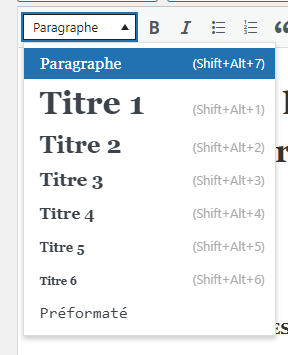 Paragraphe B I
Paragraphe (Shift+Alt+7)
Titre 1 (Shift+Alt+1)
Titre 2 (Shift+Alt+2)
Titre 3 (Shift+Alt+3)
Titre 4 (Shift+Alt+4)
Titre 5 (Shift+Alt+5)
Titre 6 (Shift+Alt+6)
Préformaté